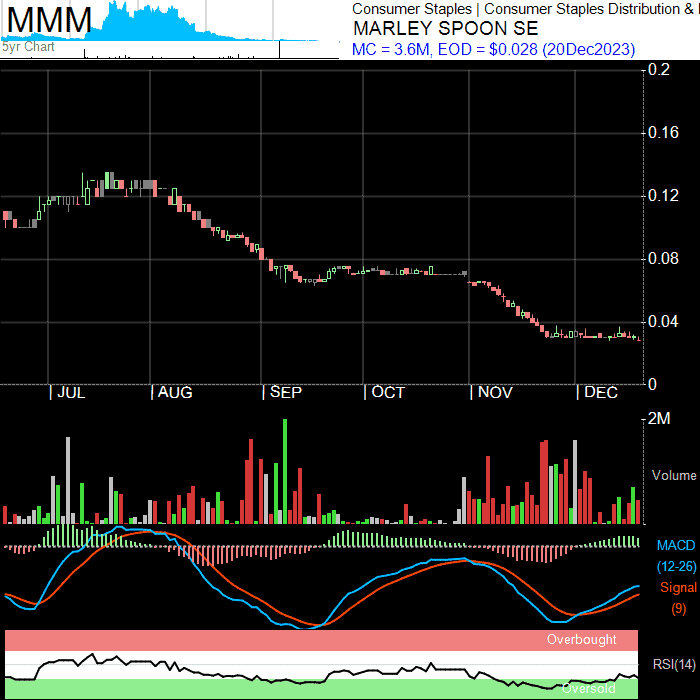 MMM
5yr Chart
Consumer Staples | Consumer Staples Distribution &
MARLEY SPOON SE
MC = 3.6M, EOD = $0.028 (20Dec2023)
0.2
0.16
0.12
0.08
0.04
0
| JUL | AUG | SEP | OCT | NOV | DEC
2M
Volume
MACD
(12-26)
Signal
(9)
Overbought
RSI(14)
Oversold